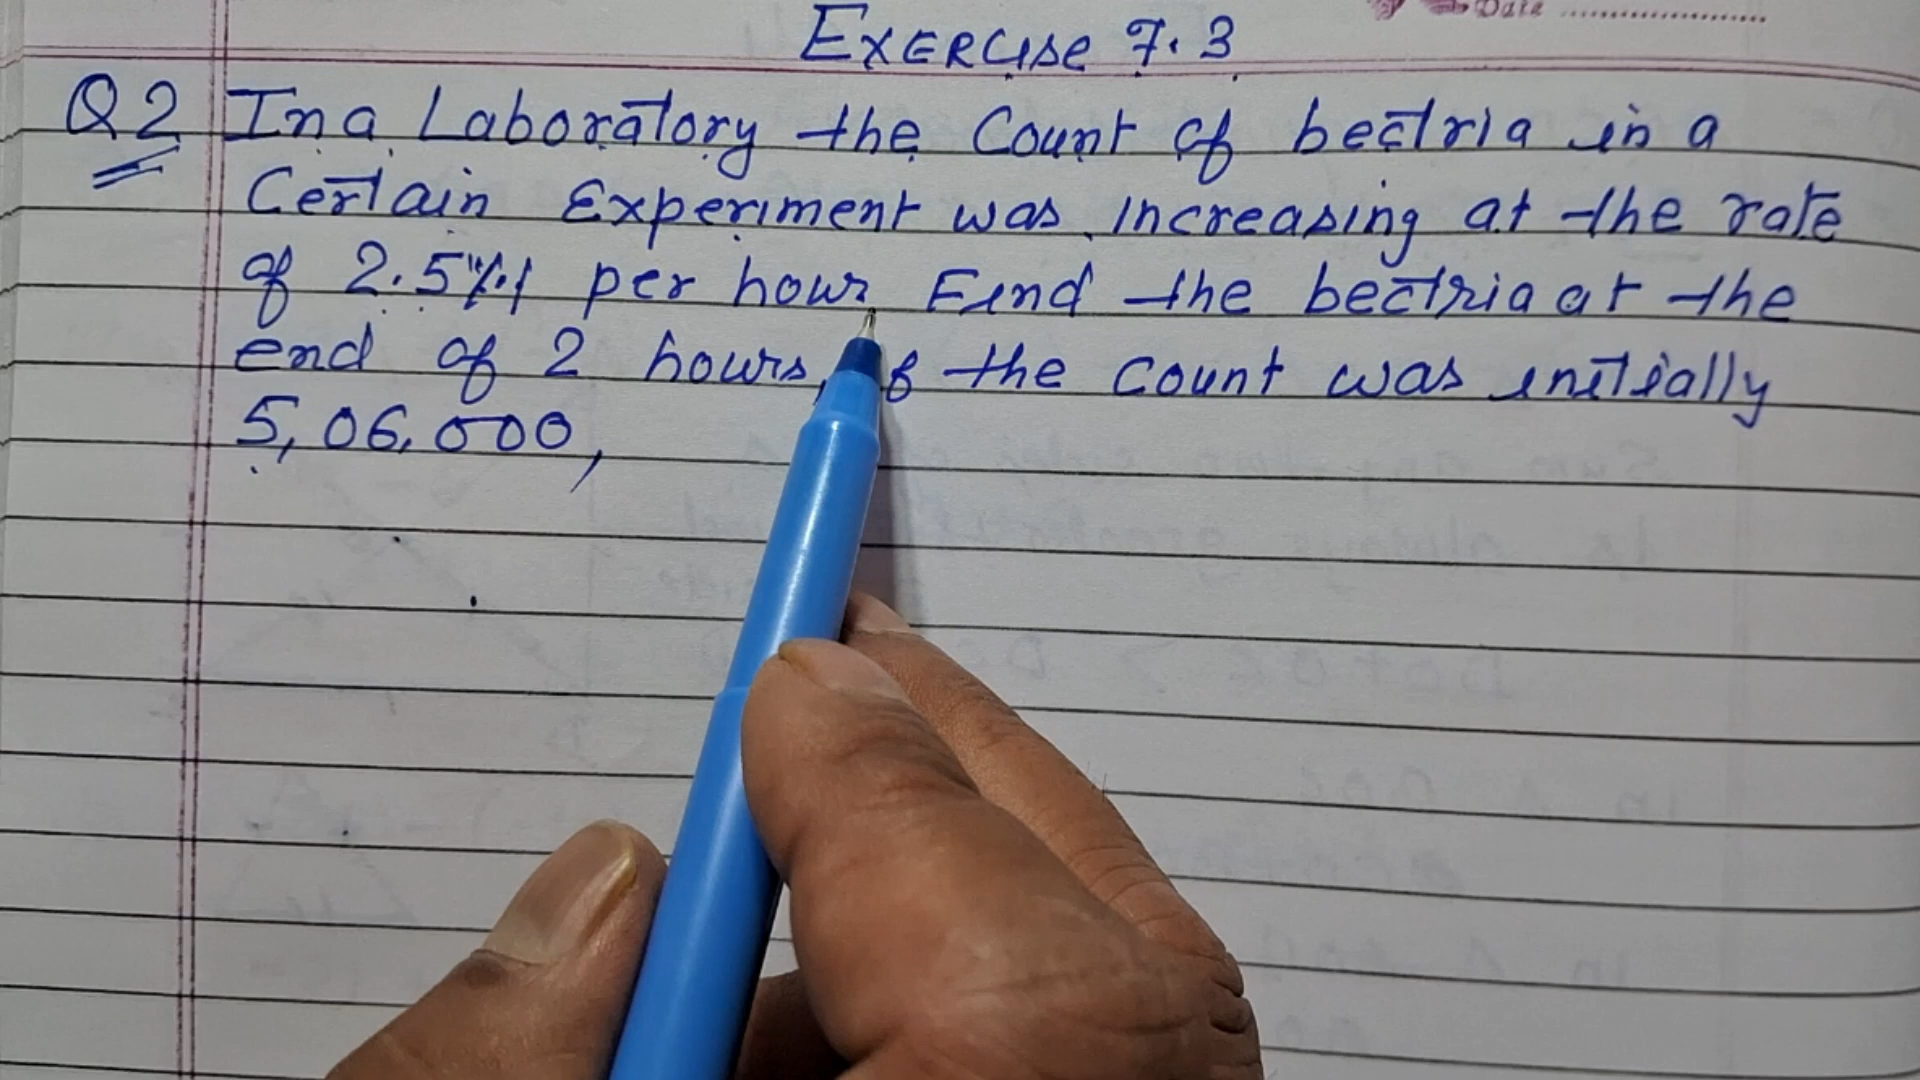 Date
EXERCISE 7.3
Q2 In a Laboratory the Count of bectria in a
Certain Experiment was increasing at the rate
of 2.5% per hour Find the bectria at the
end of 2 hours, if the count was initially
5,06,000,